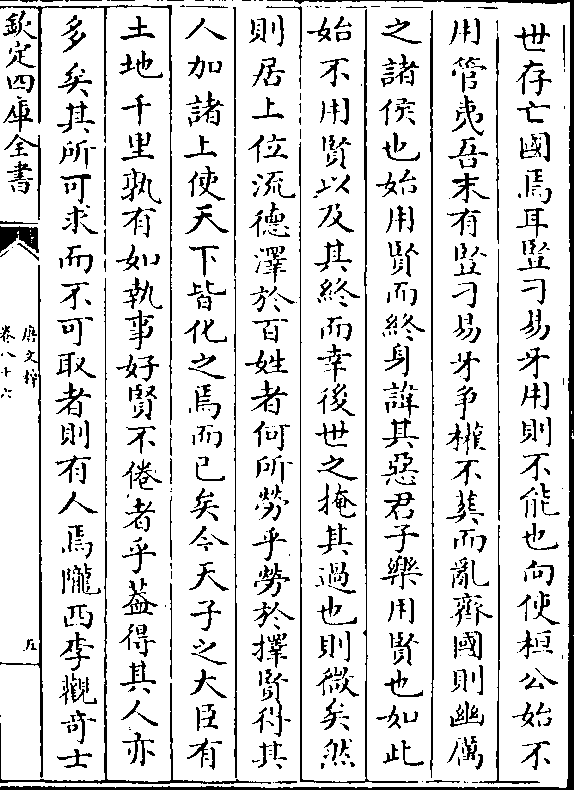 世存亡國焉耳豎刁易牙用則不能也向使桓公始不
用管夷吾末有豎刁易牙爭權不葬而亂齊國則幽厲
之諸侯也始用賢而終身諱其惡君子樂用賢也如此
始不用賢以及其終而幸後世之掩其過也則微矣然
則居上位流德澤於百姓者何所勞乎勞於擇賢得其
人加諸上使天下皆化之焉而已矣今天子之大臣有
土地千里孰有如執事好賢不倦者乎蓋得其人亦
多矣其所可求而不可取者則有人焉隴西李觀奇士
欽定四庫全書
唐文粹
卷八十六
五